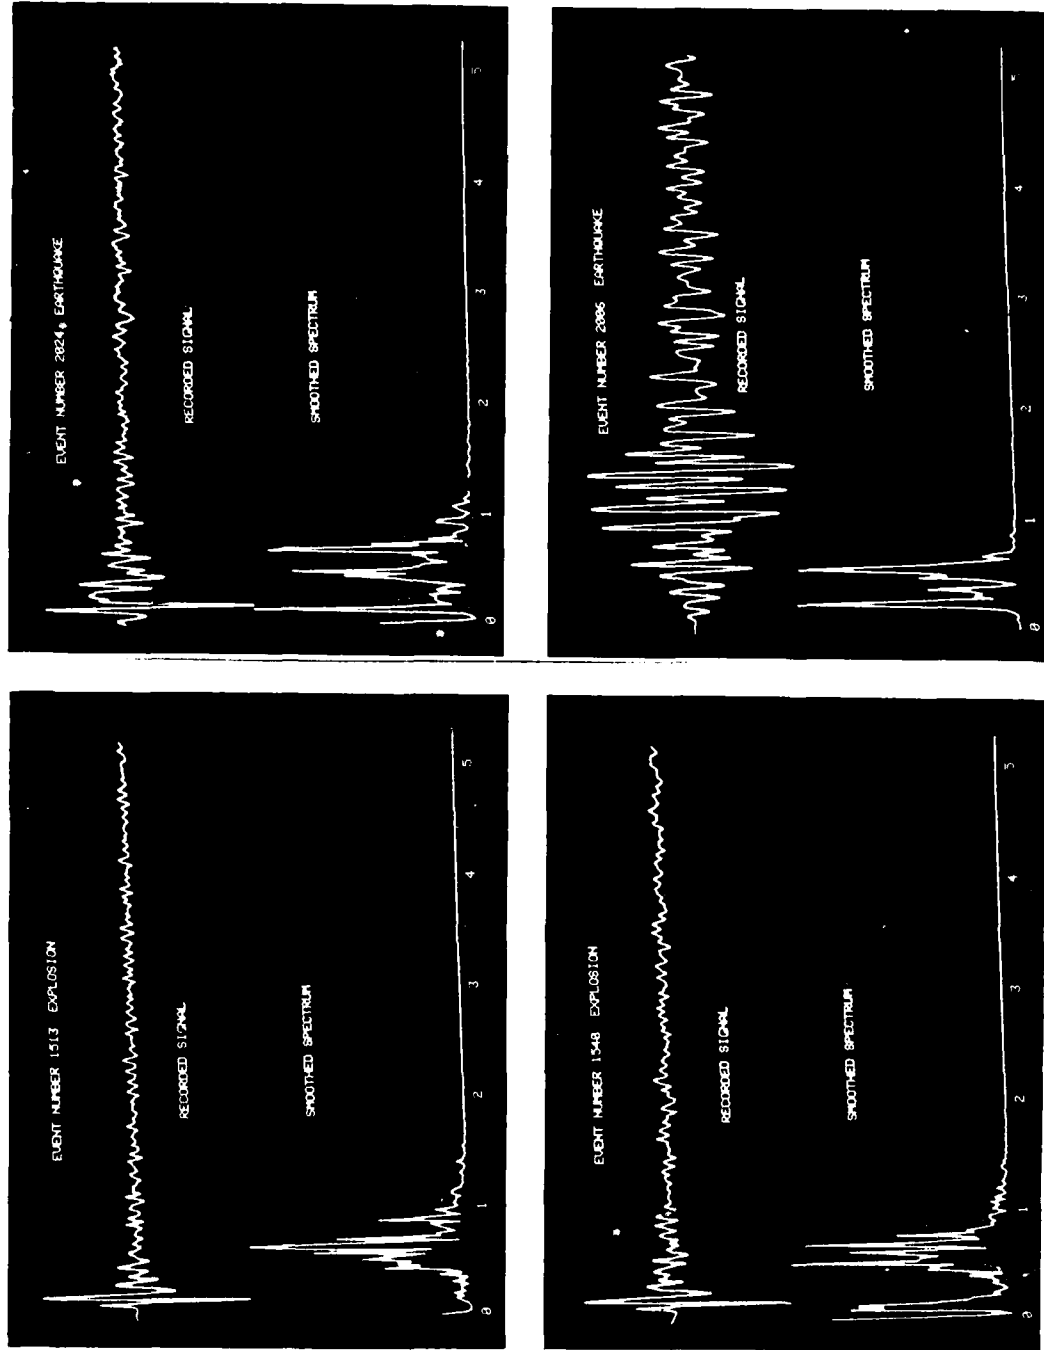 EVENT NUMBER 1513 EXPLOSION
RECORDED SIGNAL
SMOOTHED SPECTRUM
0 1 2 3 4 5
EVENT NUMBER 2024 EARTHQUAKE
RECORDED SIGNAL
SMOOTHED SPECTRUM
0 1 2 3 4 5
EVENT NUMBER 1548 EXPLOSION
RECORDED SIGNAL
SMOOTHED SPECTRUM
0 1 2 3 4 5
EVENT NUMBER 2006 EARTHQUAKE
RECORDED SIGNAL
SMOOTHED SPECTRUM
0 1 2 3 4 5